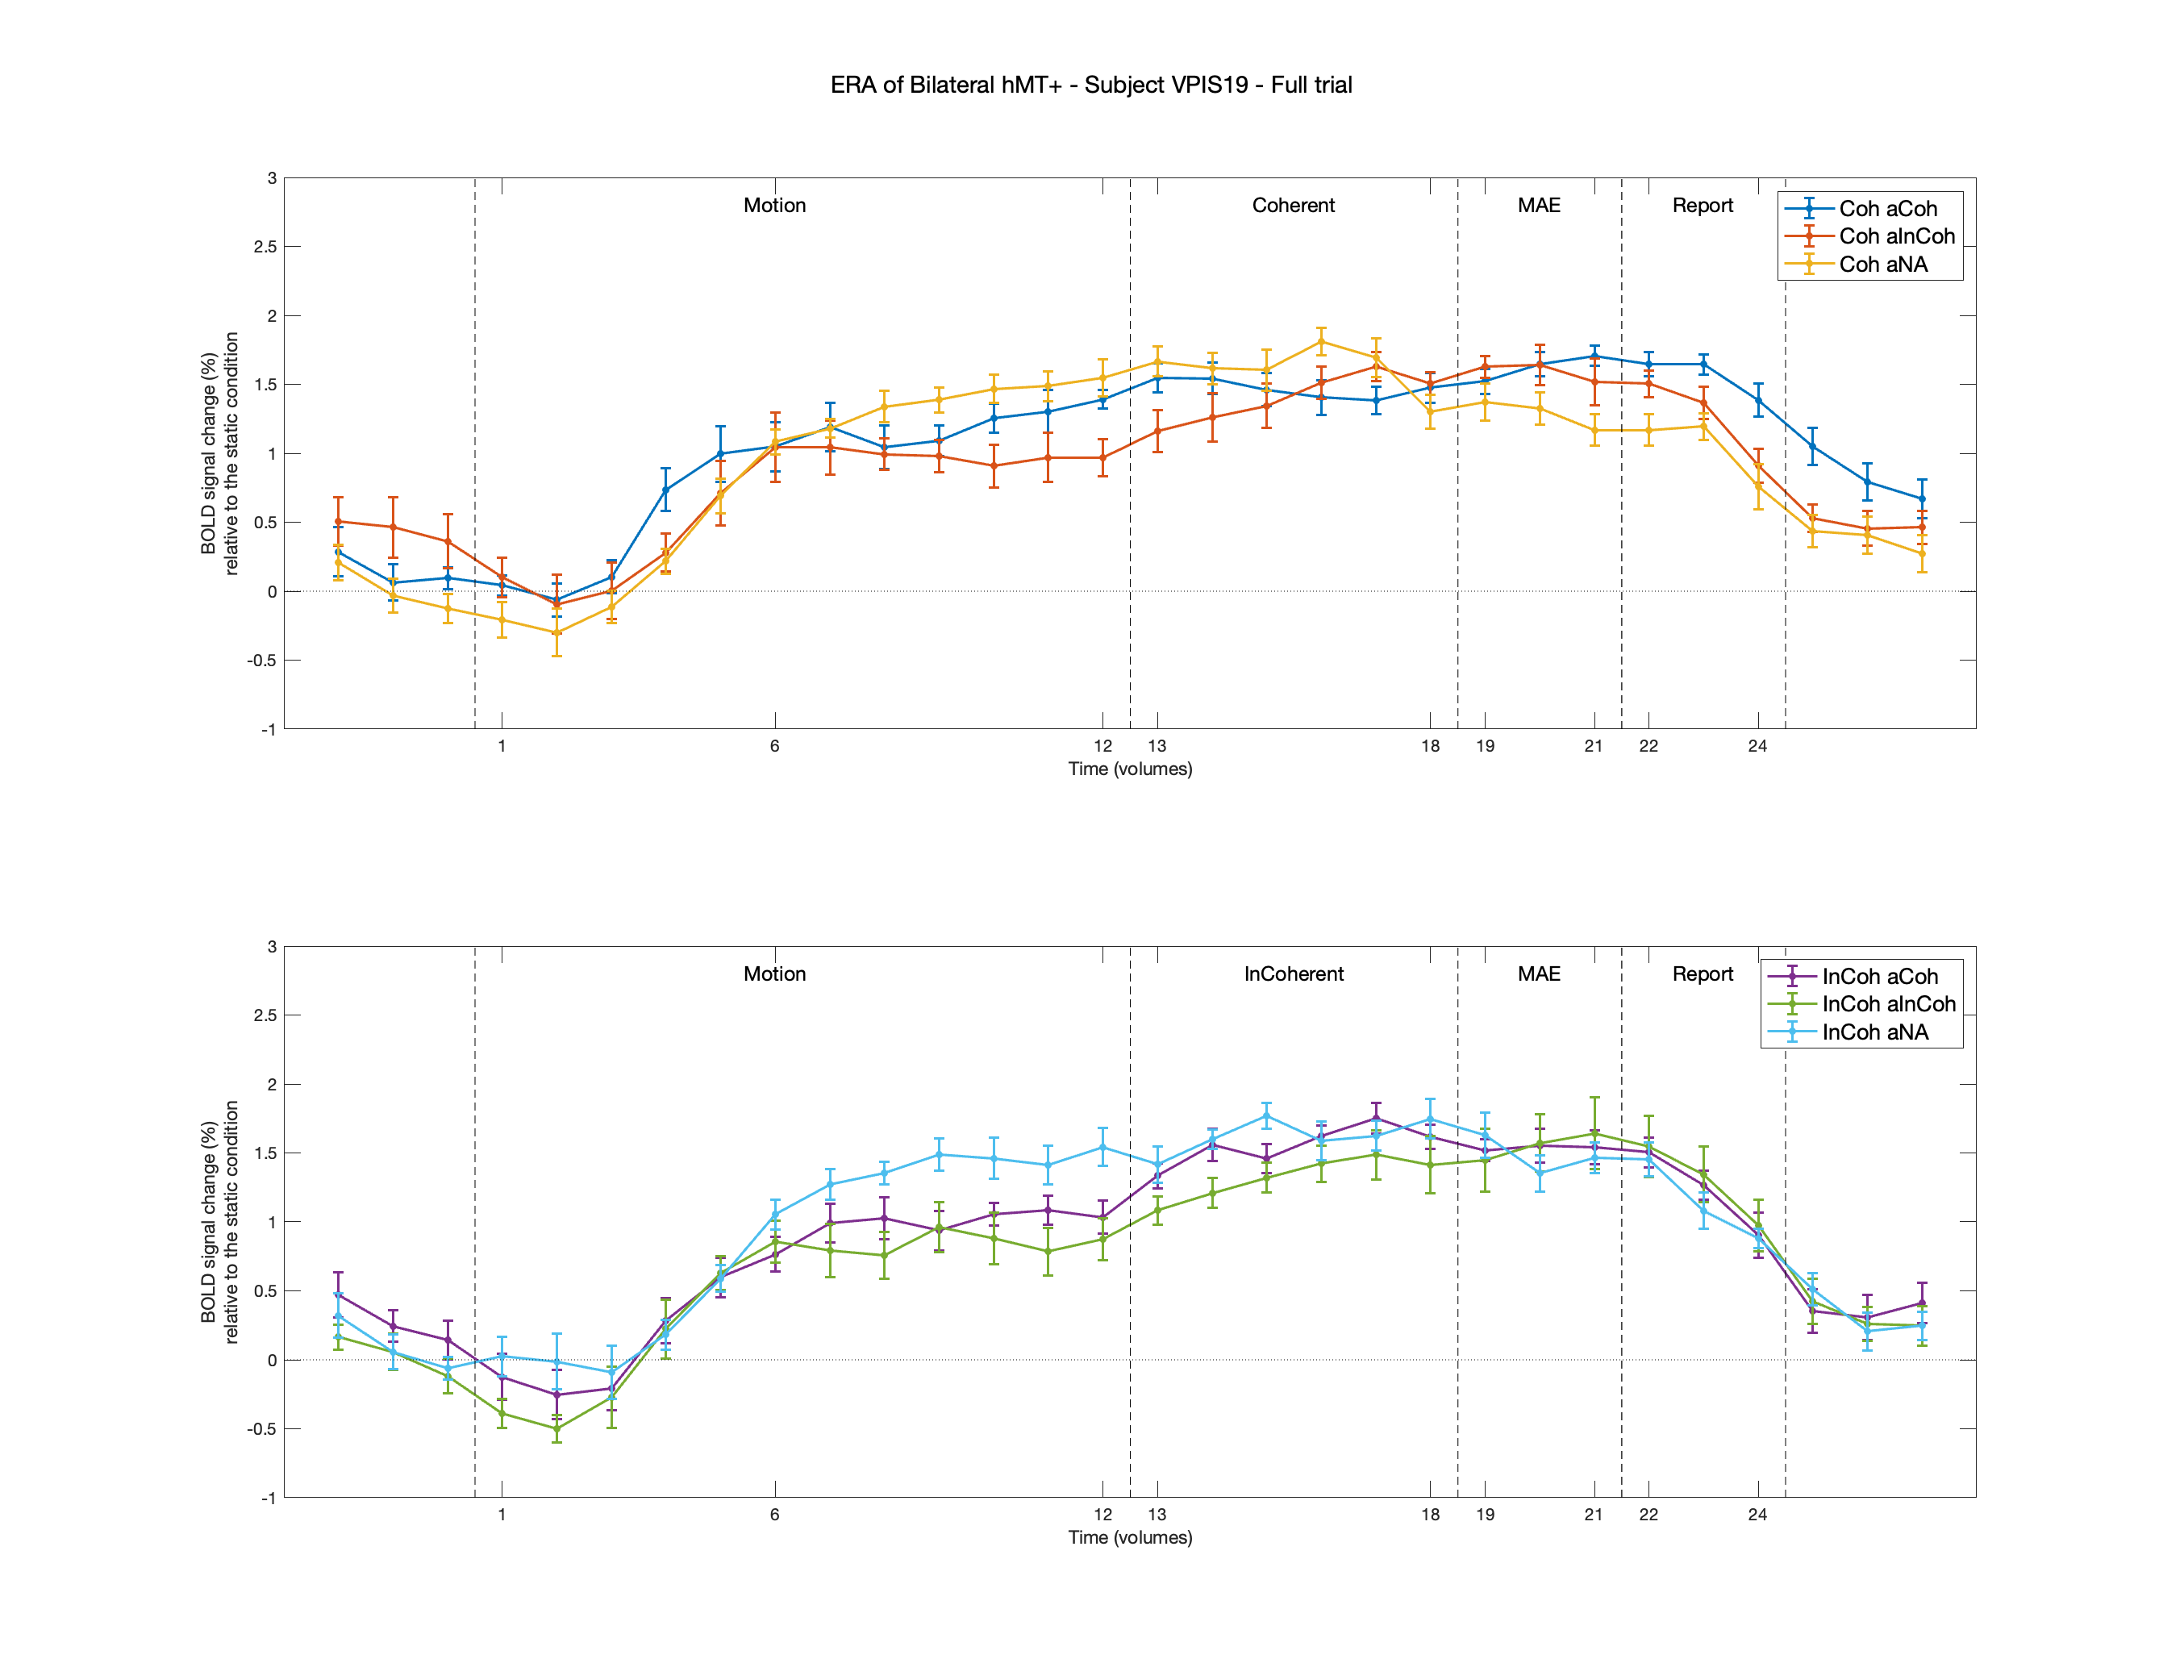 ERA of Bilateral hMT+ - Subject VPIS19 - Full trial
BOLD signal change (%)
relative to the static condition
3
2.5
2
1.5
1
0.5
0
-0.5
-1
Motion
Coherent
MAE
Report
Coh aCoh
Coh aInCoh
Coh aNA
1
6
12
13
18
19
21
22
24
Time (volumes)
BOLD signal change (%)
relative to the static condition
3
2.5
2
1.5
1
0.5
0
-0.5
-1
Motion
InCoherent
MAE
Report
InCoh aCoh
InCoh aInCoh
InCoh aNA
1
6
12
13
18
19
21
22
24
Time (volumes)